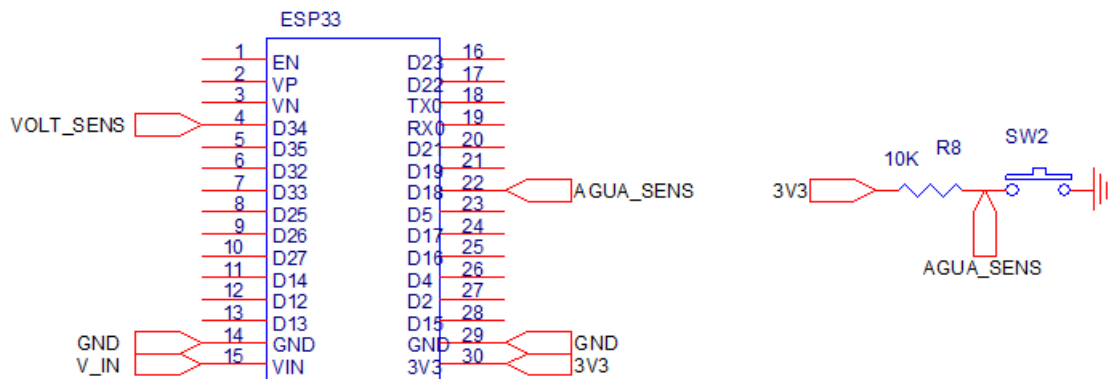 ESP33
1 EN D23 16
2 VP D22 17
3 VN TX0 18
VOLT_SENS 4 D34 RX0 19
5 D35 D21 20
6 D32 D19 21
7 D33 D18 22 AGUA_SENS
8 D25 D5 23
9 D26 D17 24
10 D27 D16 25
11 D14 D4 26
12 D12 D2 27
13 D13 D15 28
GND 14 GND GND 29 GND
V_IN 15 VIN 3V3 30 3V3
SW2
10K R8
3V3
AGUA_SENS